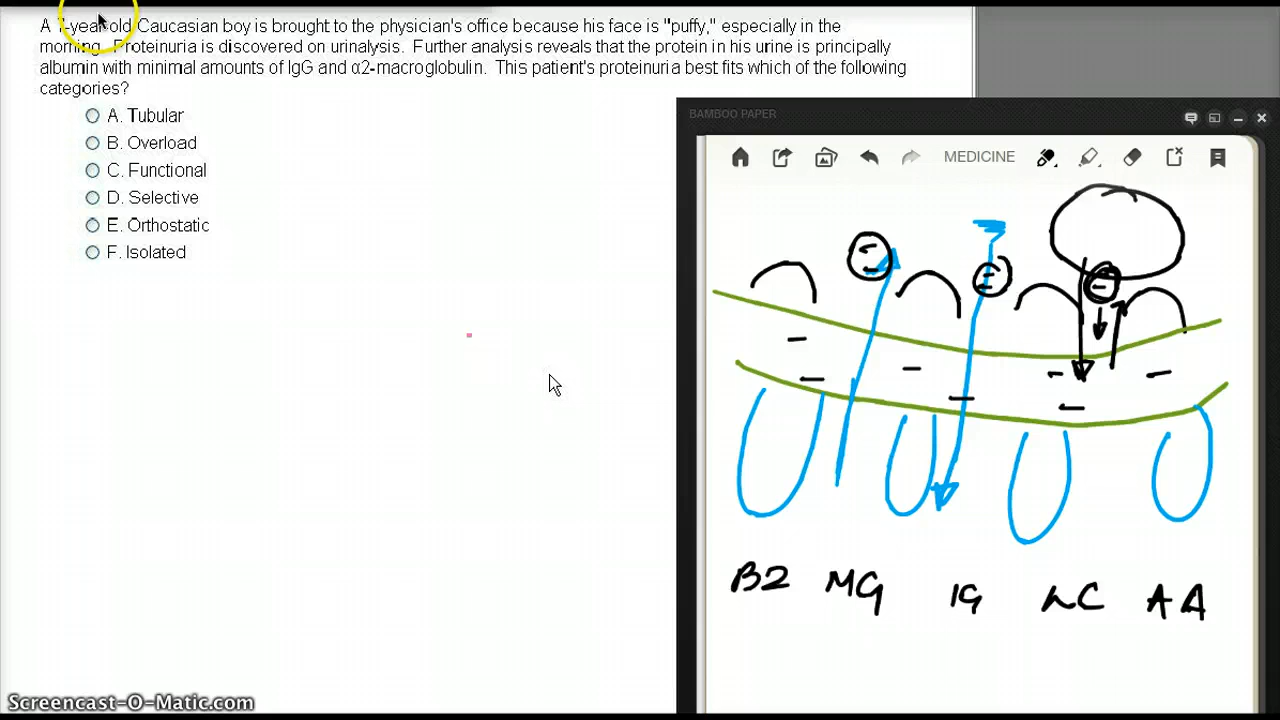 A 7-year old Caucasian boy is brought to the physician's office because his face is "puffy," especially in the
morning. Proteinuria is discovered on urinalysis. Further analysis reveals that the protein in his urine is principally
albumin with minimal amounts of IgG and α2-macroglobulin. This patient's proteinuria best fits which of the following
categories?
A. Tubular
B. Overload
C. Functional
D. Selective
E. Orthostatic
F. Isolated
BAMBOO PAPER
MEDICINE
B2 MG IG LC AA
Screencast-O-Matic.com